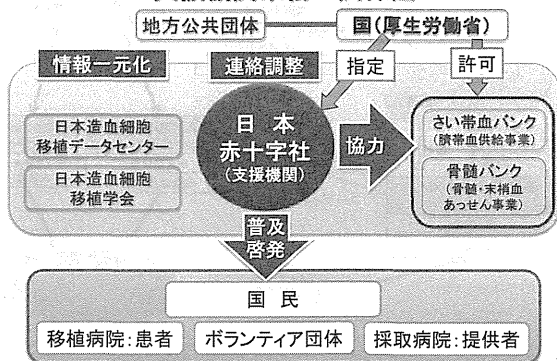 地方公共団体
国(厚生労働省)
情報一元化
連絡調整
指定
許可
日本造血細胞
移植データセンター
日本造血細胞
移植学会
日本
赤十字社
(支援機関)
協力
さい帯血バンク
(臍帯血供給事業)
骨髄バンク
(骨髄・末梢血
あっせん事業)
普及
啓発
国民
移植病院:患者
ボランティア団体
採取病院:提供者